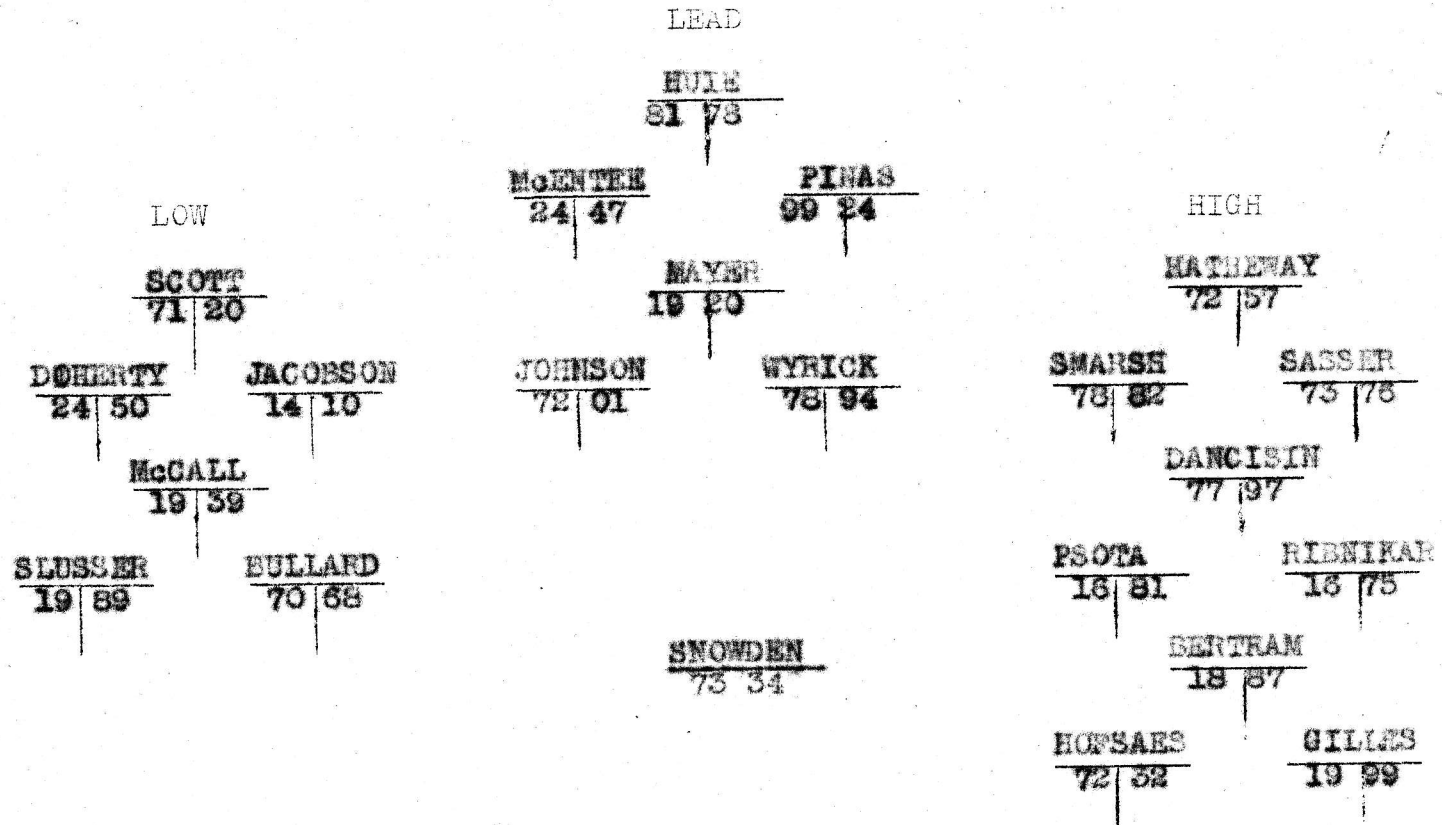 LEAD
HUIE
81 78
McENTEE PINAS
24 47 99 24
MAYER
19 20
JOHNSON WYRICK
72 01 78 94
LOW
SCOTT
71 20
DOHERTY JACOBSON
24 50 14 10
McCALL
19 39
SLUSSER BULLARD
19 89 70 68
SNOWDEN
73 34
HIGH
HATHEWAY
72 57
SMARSH SASSER
78 82 73 76
DANCISIN
77 97
PSOTA RIBNIKAR
16 81 16 75
BERTRAM
18 87
HOFSAES GILLES
72 32 19 99